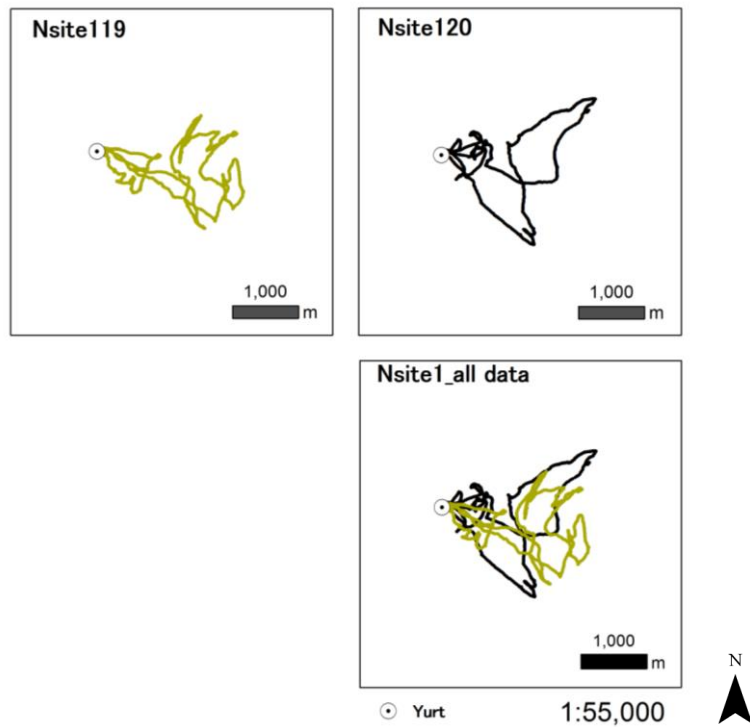 Nsite119
1,000
m
Nsite120
1,000
m
Nsite1_all data
1,000
m
Yurt
1:55,000
N